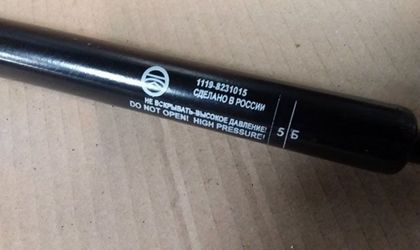 1119-8231015
СДЕЛАНО В РОССИИ
НЕ ВСКРЫВАТЬ-ВЫСОКОЕ ДАВЛЕНИЕ!
DO NOT OPEN! HIGH PRESSURE!
5 Б